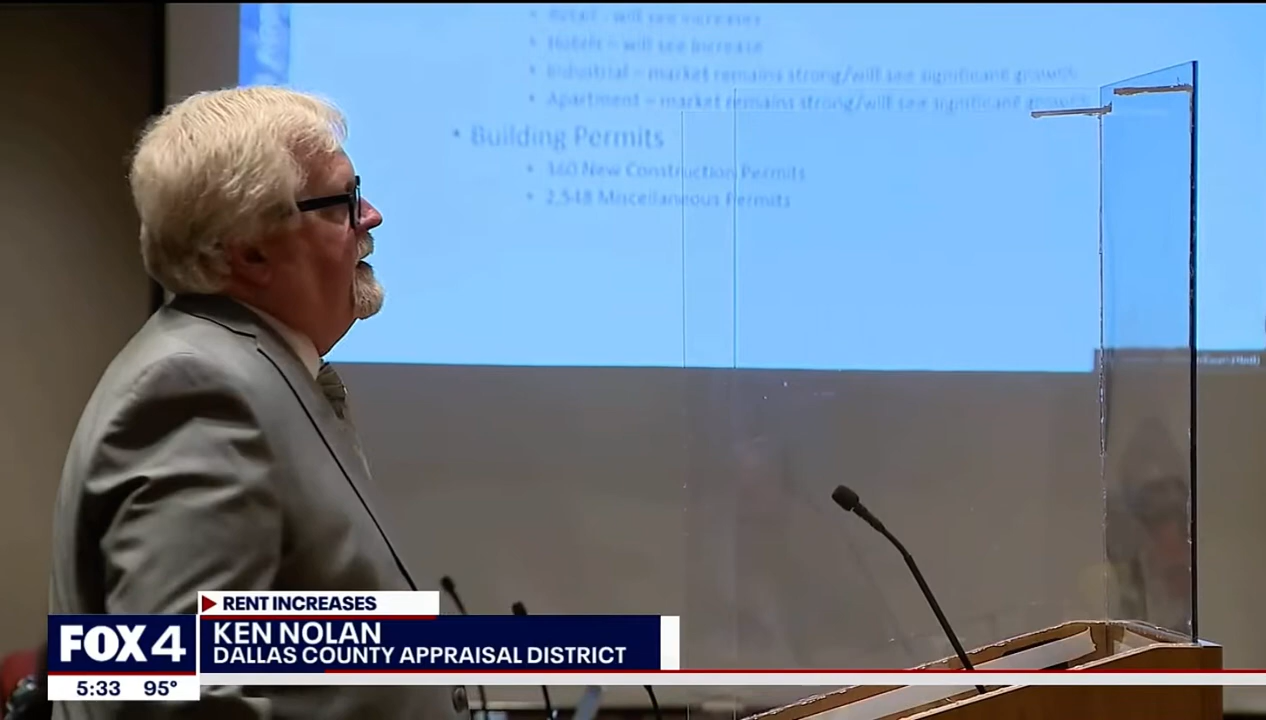 Retail - will see increases
• Hotels – will see increase
• Industrial – market remains strong/will see significant growth
• Apartment – market remains strong/will see significant growth
• Building Permits
• 360 New Construction Permits
• 2,548 Miscellaneous Permits
RENT INCREASES
KEN NOLAN
DALLAS COUNTY APPRAISAL DISTRICT
FOX 4
5:33 95°